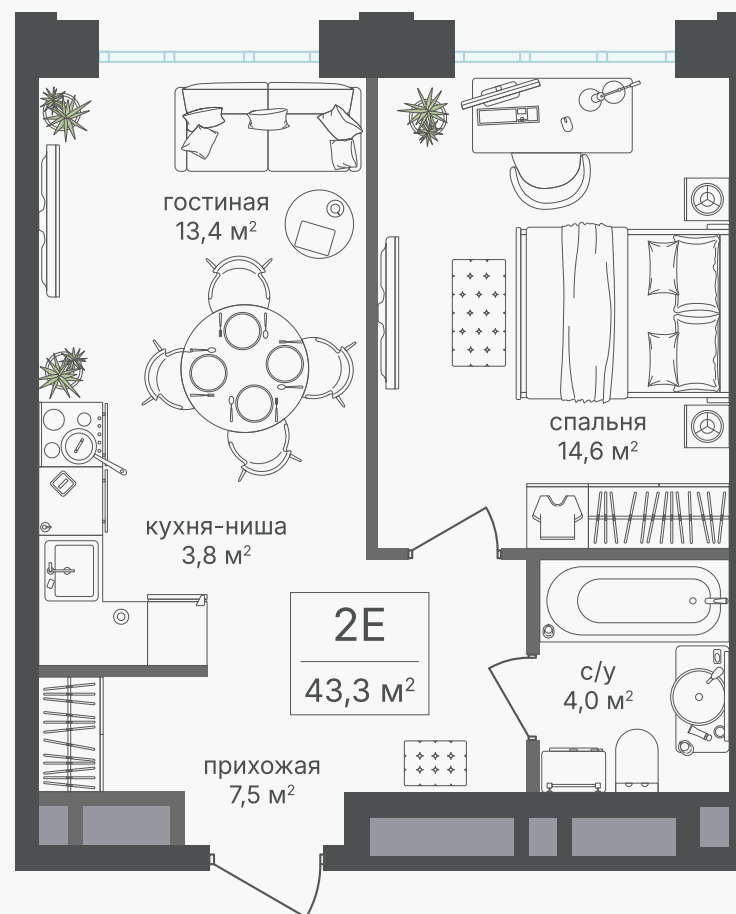 гостиная
13,4 м²
спальня
14,6 м²
кухня-ниша
3,8 м²
2Е
43,3 м²
с/у
4,0 м²
прихожая
7,5 м²